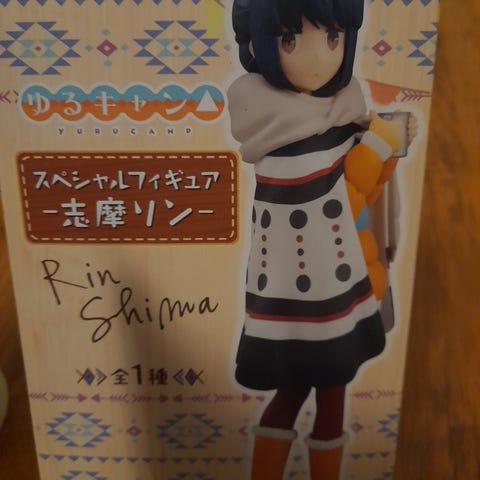 ゆるキャン△
YURUCAMP
スペシャルフィギュア
-志摩リン-
Rin
Shima
全1種